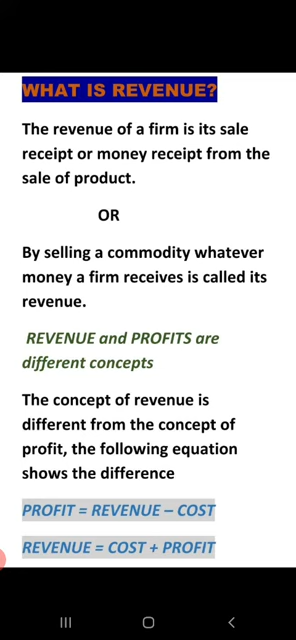 WHAT IS REVENUE?
The revenue of a firm is its sale
receipt or money receipt from the
sale of product.
OR
By selling a commodity whatever
money a firm receives is called its
revenue.
REVENUE and PROFITS are
different concepts
The concept of revenue is
different from the concept of
profit, the following equation
shows the difference
PROFIT = REVENUE – COST
REVENUE = COST + PROFIT